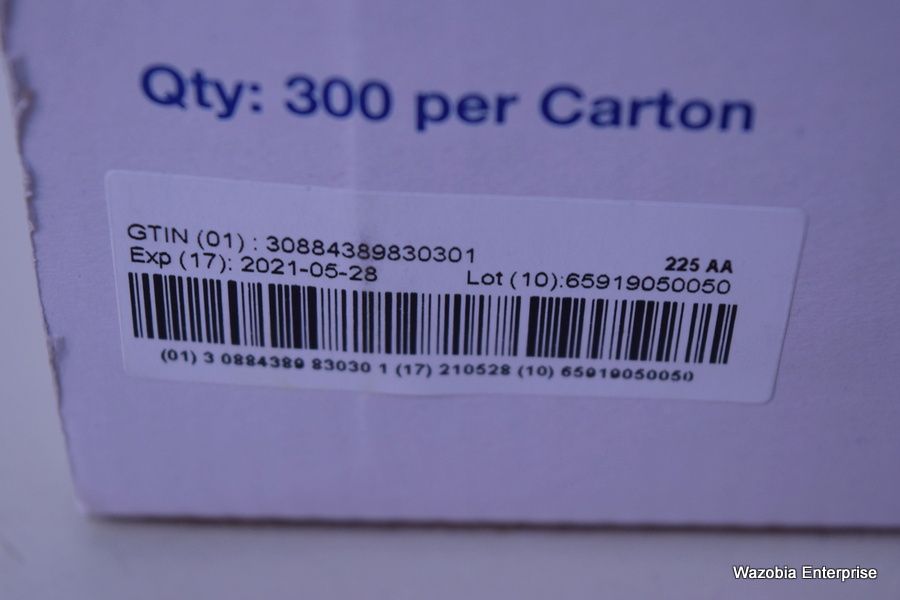 Qty: 300 per Carton
GTIN (01) : 30884389830301
225 AA
Exp (17): 2021-05-28 Lot (10):65919050050
(01) 3 0884389 83030 1 (17) 210528 (10) 65919050050
Wazobia Enterprise